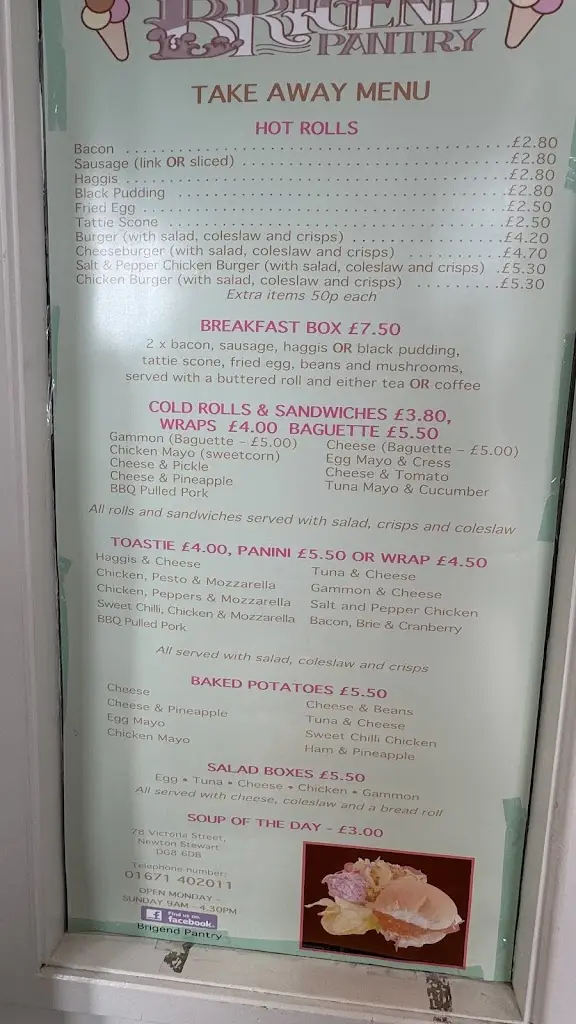 BRIGEND
PANTRY
TAKE AWAY MENU
HOT ROLLS
Bacon ........................................ £2.80
Sausage (link OR sliced) ........................................ £2.80
Haggis ........................................ £2.80
Black Pudding ........................................ £2.80
Fried Egg ........................................ £2.50
Tattie Scone ........................................ £2.50
Burger (with salad, coleslaw and crisps) .................... £4.20
Cheeseburger (with salad, coleslaw and crisps) ............ £4.70
Salt & Pepper Chicken Burger (with salad, coleslaw and crisps) .£5.30
Chicken Burger (with salad, coleslaw and crisps) .........£5.30
Extra items 50p each
BREAKFAST BOX £7.50
2 x bacon, sausage, haggis OR black pudding,
tattie scone, fried egg, beans and mushrooms,
served with a buttered roll and either tea OR coffee
COLD ROLLS & SANDWICHES £3.80,
WRAPS £4.00 BAGUETTE £5.50
Gammon (Baguette – £5.00) Cheese (Baguette – £5.00)
Chicken Mayo (sweetcorn) Egg Mayo & Cress
Cheese & Pickle Cheese & Tomato
Cheese & Pineapple Tuna Mayo & Cucumber
BBQ Pulled Pork
All rolls and sandwiches served with salad, crisps and coleslaw
TOASTIE £4.00, PANINI £5.50 OR WRAP £4.50
Haggis & Cheese Tuna & Cheese
Chicken, Pesto & Mozzarella Gammon & Cheese
Chicken, Peppers & Mozzarella Salt and Pepper Chicken
Sweet Chilli, Chicken & Mozzarella Bacon, Brie & Cranberry
BBQ Pulled Pork
All served with salad, coleslaw and crisps
BAKED POTATOES £5.50
Cheese Cheese & Beans
Cheese & Pineapple Tuna & Cheese
Egg Mayo Sweet Chilli Chicken
Chicken Mayo Ham & Pineapple
SALAD BOXES £5.50
Egg • Tuna • Cheese • Chicken • Gammon
All served with cheese, coleslaw and a bread roll
SOUP OF THE DAY – £3.00
78 Victoria Street,
Newton Stewart
DG8 6DB
Telephone number:
01671 402011
OPEN MONDAY –
SUNDAY 9AM – 4.30PM
f Find us on
facebook.
Brigend Pantry